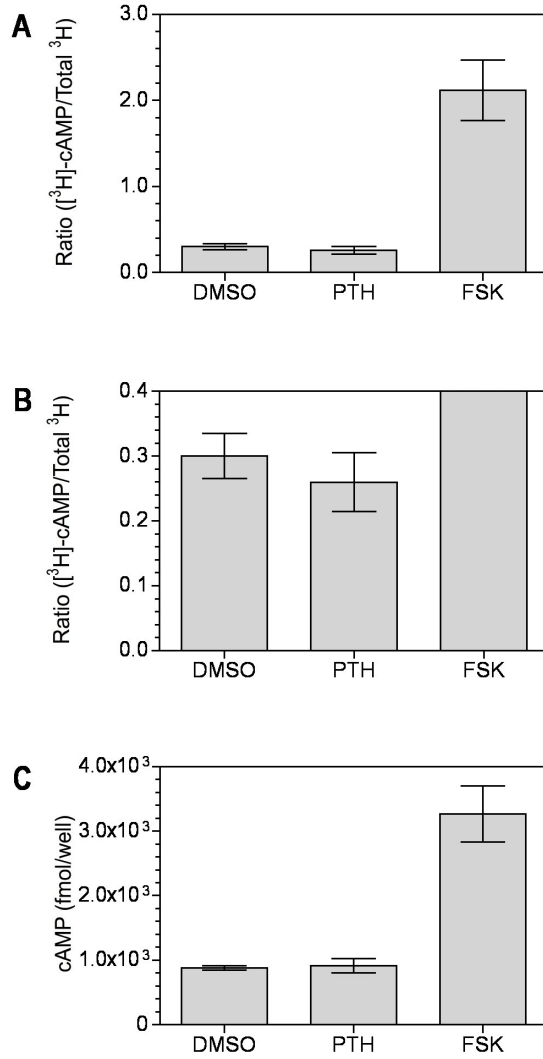 A
Ratio ([³H]-cAMP/Total ³H)
3.0
2.0
1.0
0.0
DMSO PTH FSK
B
Ratio ([³H]-cAMP/Total ³H)
0.4
0.3
0.2
0.1
0.0
DMSO PTH FSK
C
cAMP (fmol/well)
4.0x10³
3.0x10³
2.0x10³
1.0x10³
0
DMSO PTH FSK